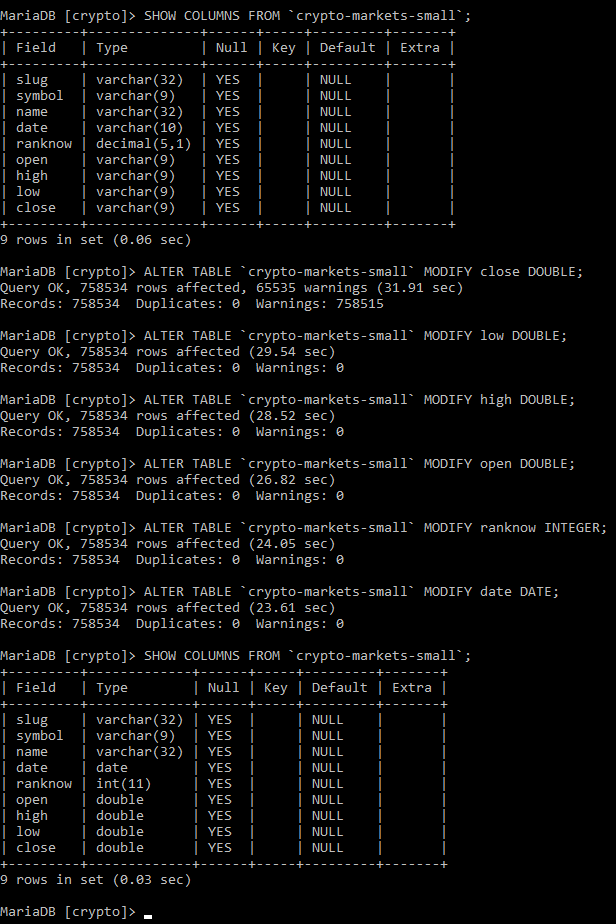 MariaDB [crypto]> SHOW COLUMNS FROM `crypto-markets-small`;
+---------+--------------+------+-----+---------+-------+
| Field   | Type         | Null | Key | Default | Extra |
+---------+--------------+------+-----+---------+-------+
| slug    | varchar(32)  | YES  |     | NULL    |       |
| symbol  | varchar(9)   | YES  |     | NULL    |       |
| name    | varchar(32)  | YES  |     | NULL    |       |
| date    | varchar(10)  | YES  |     | NULL    |       |
| ranknow | decimal(5,1) | YES  |     | NULL    |       |
| open    | varchar(9)   | YES  |     | NULL    |       |
| high    | varchar(9)   | YES  |     | NULL    |       |
| low     | varchar(9)   | YES  |     | NULL    |       |
| close   | varchar(9)   | YES  |     | NULL    |       |
+---------+--------------+------+-----+---------+-------+
9 rows in set (0.06 sec)

MariaDB [crypto]> ALTER TABLE `crypto-markets-small` MODIFY close DOUBLE;
Query OK, 758534 rows affected, 65535 warnings (31.91 sec)
Records: 758534  Duplicates: 0  Warnings: 758515

MariaDB [crypto]> ALTER TABLE `crypto-markets-small` MODIFY low DOUBLE;
Query OK, 758534 rows affected (29.54 sec)
Records: 758534  Duplicates: 0  Warnings: 0

MariaDB [crypto]> ALTER TABLE `crypto-markets-small` MODIFY high DOUBLE;
Query OK, 758534 rows affected (28.52 sec)
Records: 758534  Duplicates: 0  Warnings: 0

MariaDB [crypto]> ALTER TABLE `crypto-markets-small` MODIFY open DOUBLE;
Query OK, 758534 rows affected (26.82 sec)
Records: 758534  Duplicates: 0  Warnings: 0

MariaDB [crypto]> ALTER TABLE `crypto-markets-small` MODIFY ranknow INTEGER;
Query OK, 758534 rows affected (24.05 sec)
Records: 758534  Duplicates: 0  Warnings: 0

MariaDB [crypto]> ALTER TABLE `crypto-markets-small` MODIFY date DATE;
Query OK, 758534 rows affected (23.61 sec)
Records: 758534  Duplicates: 0  Warnings: 0

MariaDB [crypto]> SHOW COLUMNS FROM `crypto-markets-small`;
+---------+-------------+------+-----+---------+-------+
| Field   | Type        | Null | Key | Default | Extra |
+---------+-------------+------+-----+---------+-------+
| slug    | varchar(32) | YES  |     | NULL    |       |
| symbol  | varchar(9)  | YES  |     | NULL    |       |
| name    | varchar(32) | YES  |     | NULL    |       |
| date    | date        | YES  |     | NULL    |       |
| ranknow | int(11)     | YES  |     | NULL    |       |
| open    | double      | YES  |     | NULL    |       |
| high    | double      | YES  |     | NULL    |       |
| low     | double      | YES  |     | NULL    |       |
| close   | double      | YES  |     | NULL    |       |
+---------+-------------+------+-----+---------+-------+
9 rows in set (0.03 sec)

MariaDB [crypto]> _